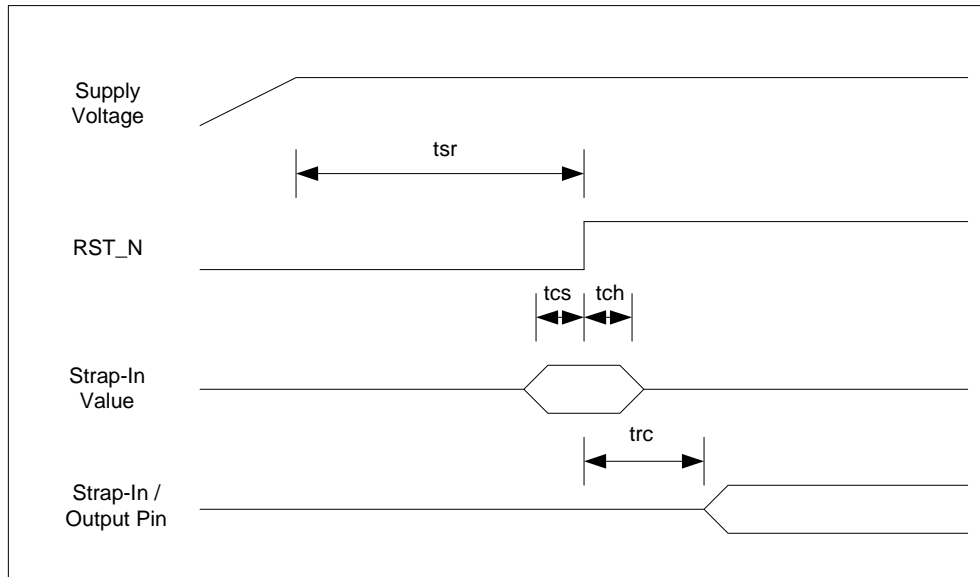 Supply
Voltage
tsr
RST_N
tcs
tch
Strap-In
Value
trc
Strap-In /
Output Pin